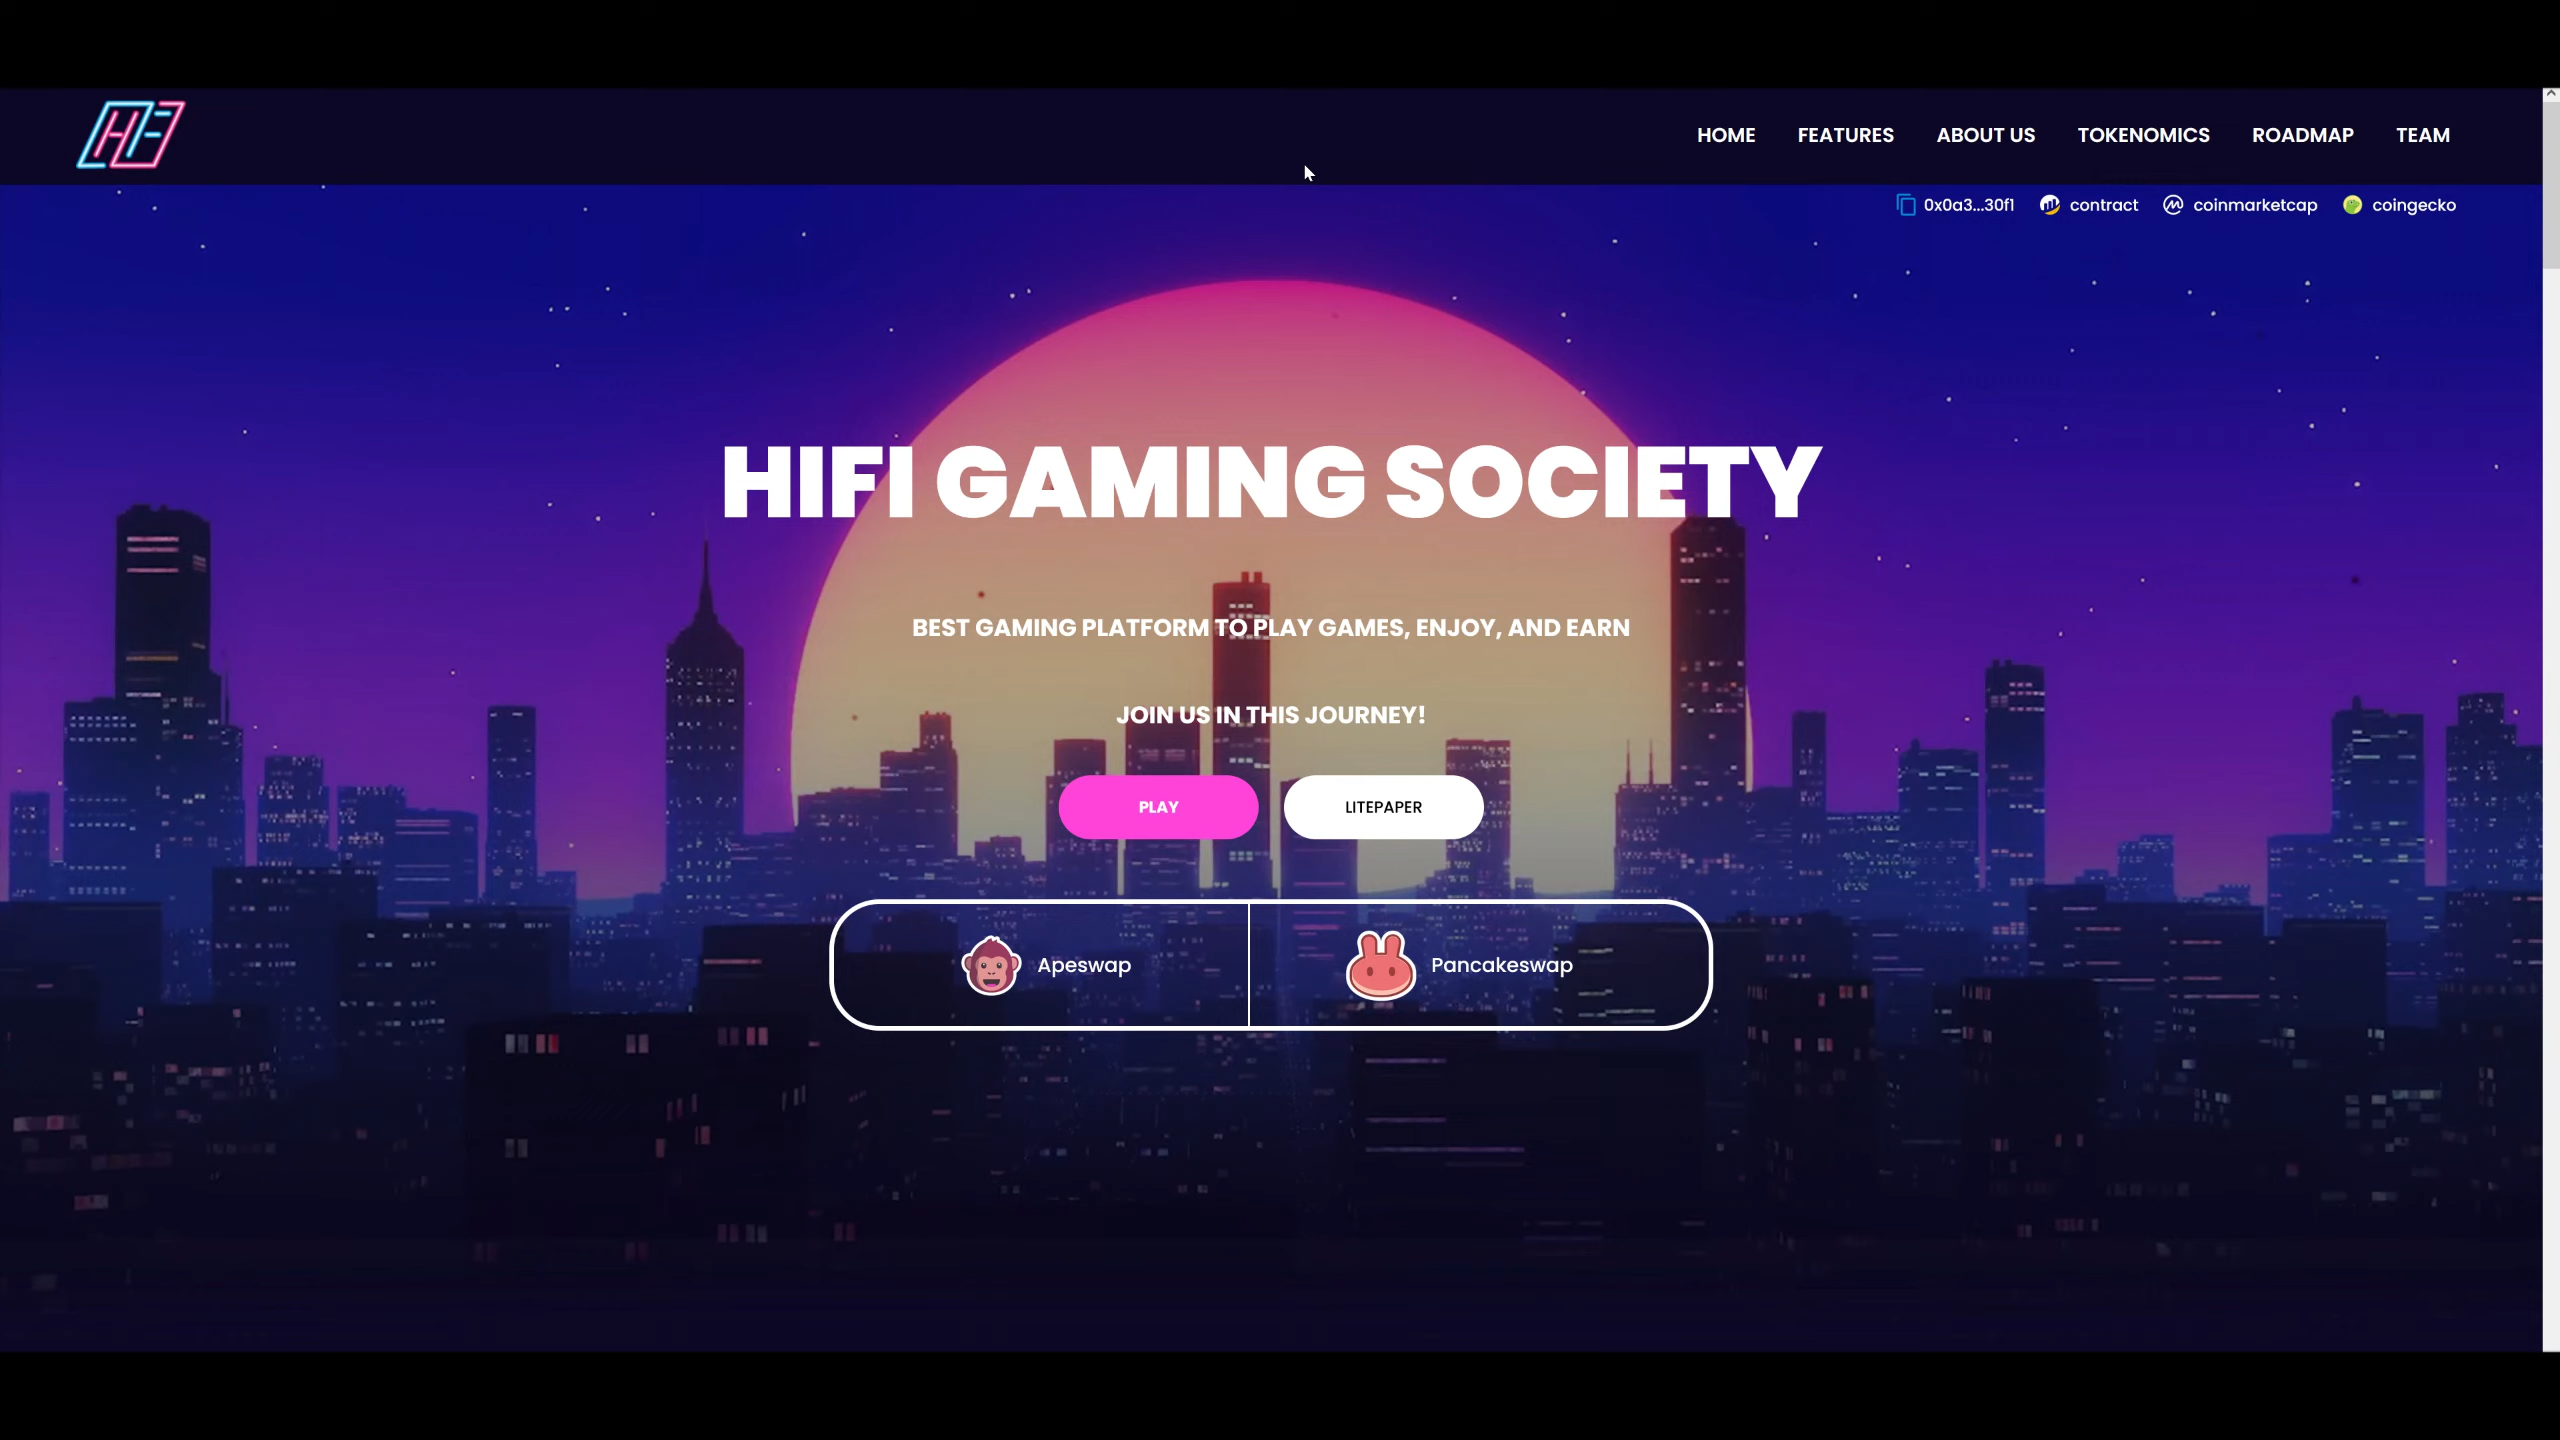 HF
HOME FEATURES ABOUT US TOKENOMICS ROADMAP TEAM
0x0a3...30f1 contract coinmarketcap coingecko
HIFI GAMING SOCIETY
BEST GAMING PLATFORM TO PLAY GAMES, ENJOY, AND EARN
JOIN US IN THIS JOURNEY!
PLAY LITEPAPER
Apeswap Pancakeswap